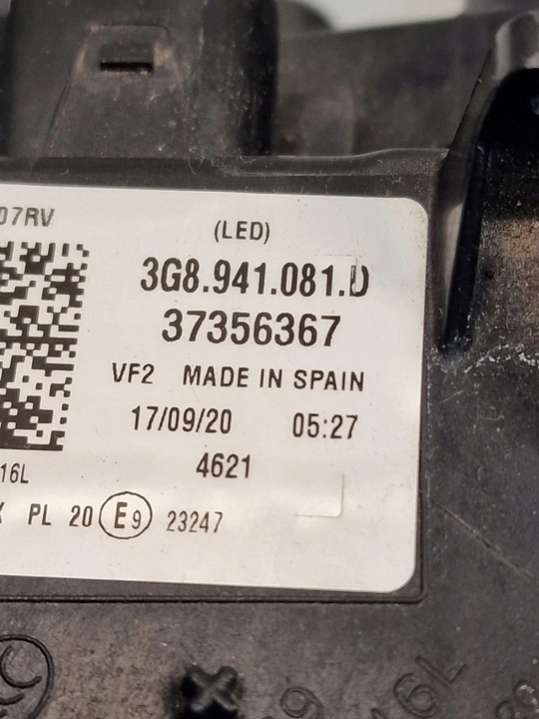 07RV
(LED)
3G8.941.081.D
37356367
VF2 MADE IN SPAIN
17/09/20 05:27
4621
16L
PL 20 E9 23247